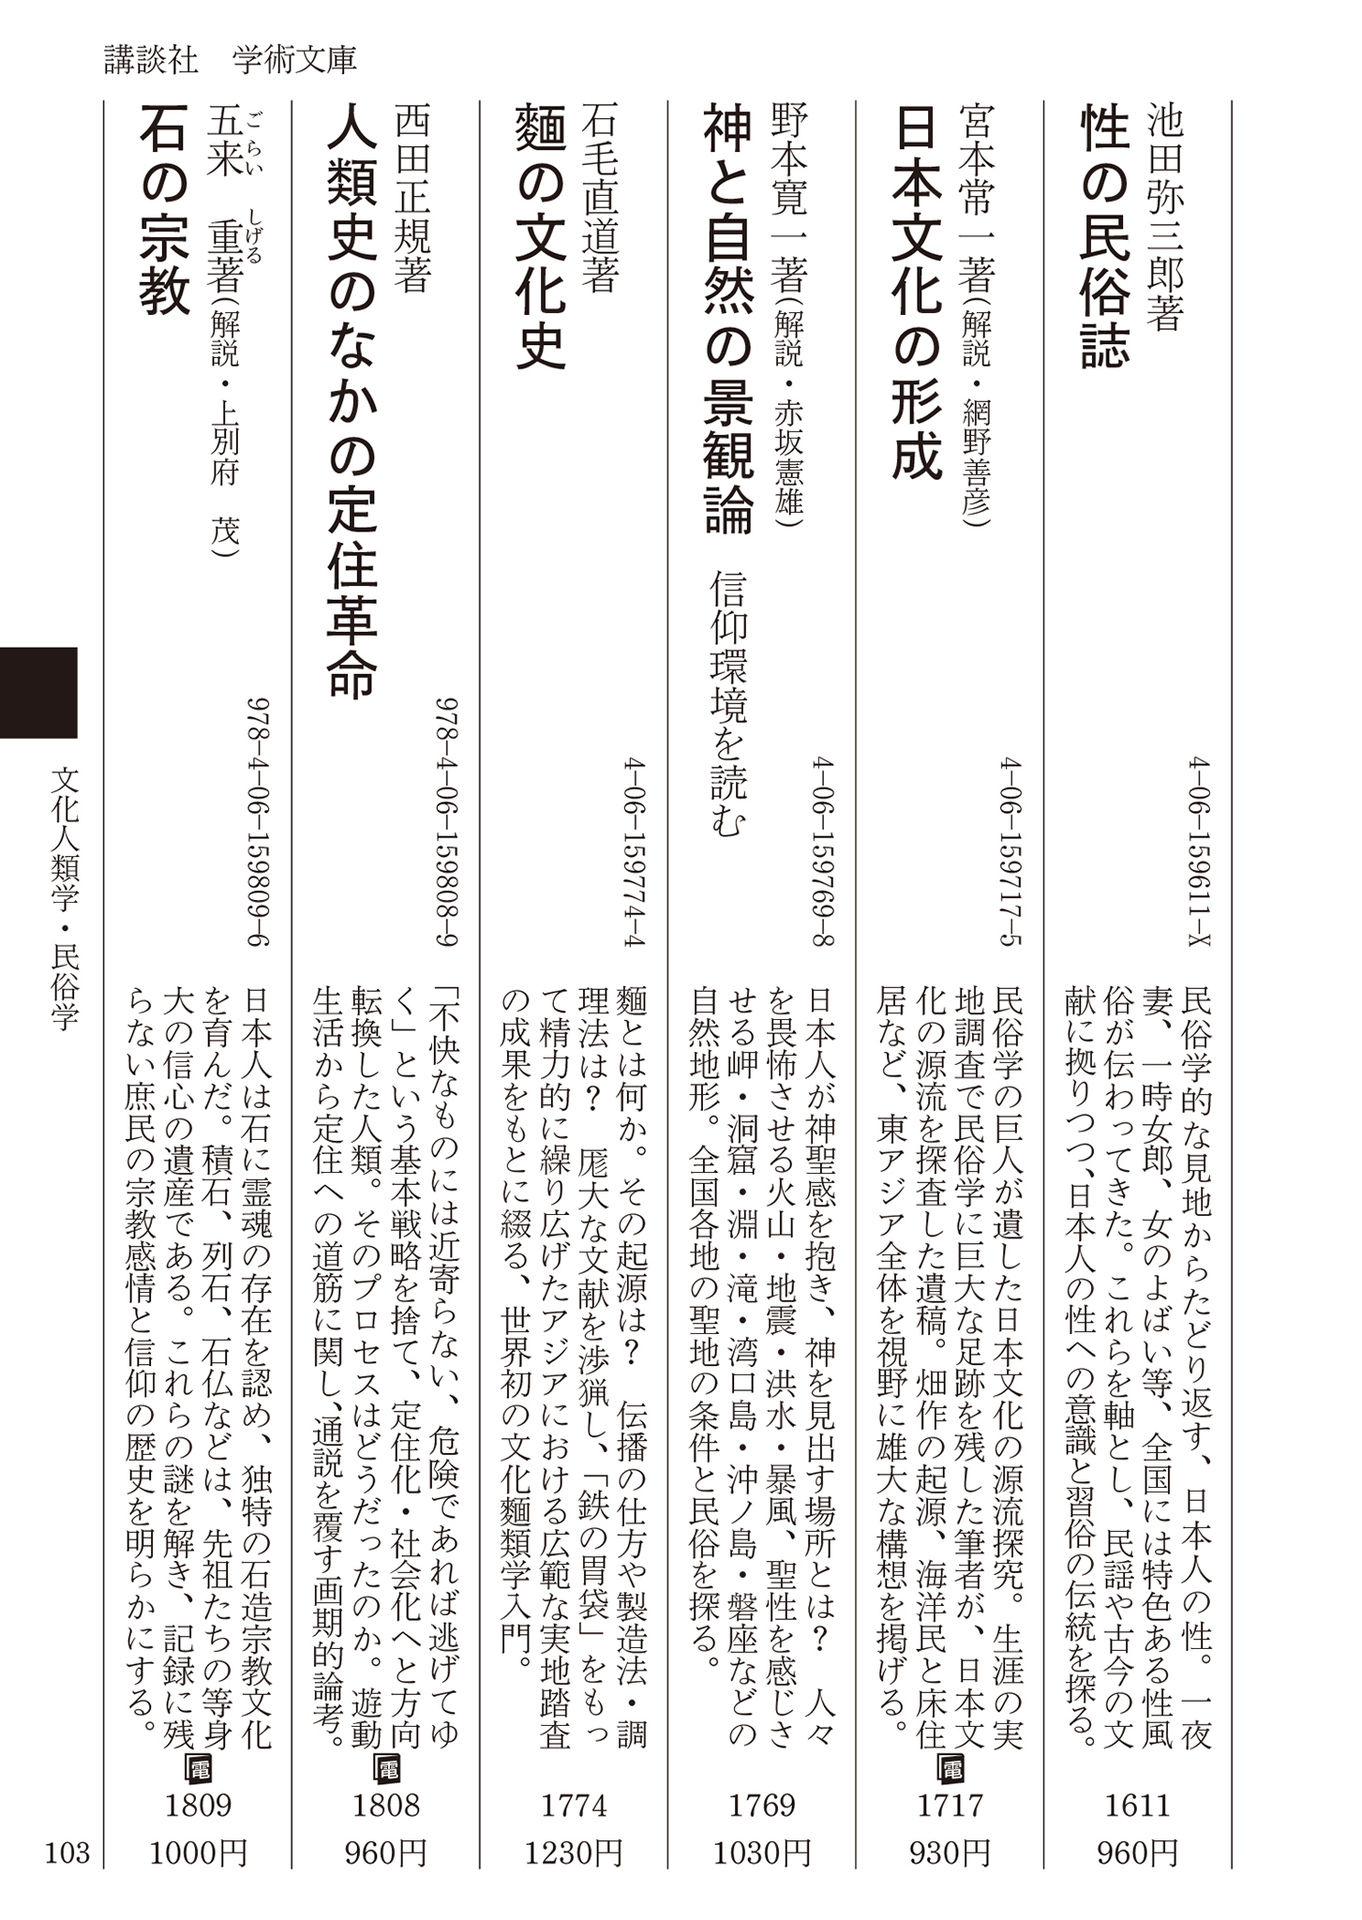 講談社　学術文庫
池田弥三郎著
性の民俗誌
4-06-159611-X
民俗学的な見地からたどり返す、日本人の性。一夜
妻、一時女郎、女のよばい等、全国には特色ある性風
俗が伝わってきた。これらを軸とし、民謡や古今の文
献に拠りつつ、日本人の性への意識と習俗の伝統を探る。
1611
960円
宮本常一著(解説・網野善彦)
日本文化の形成
4-06-159717-5
民俗学の巨人が遺した日本文化の源流探究。生涯の実
地調査で民俗学に巨大な足跡を残した筆者が、日本文
化の源流を探査した遺稿。畑作の起源、海洋民と床住
居など、東アジア全体を視野に雄大な構想を掲げる。
電
1717
930円
野本寛一著(解説・赤坂憲雄)
神と自然の景観論　信仰環境を読む
4-06-159769-8
日本人が神聖感を抱き、神を見出す場所とは？　人々
を畏怖させる火山・地震・洪水・暴風、聖性を感じさ
せる岬・洞窟・淵・滝・湾口島・沖ノ島・磐座などの
自然地形。全国各地の聖地の条件と民俗を探る。
1769
1030円
石毛直道著
麺の文化史
4-06-159774-4
麺とは何か。その起源は？　伝播の仕方や製造法・調
理法は？　厖大な文献を渉猟し、「鉄の胃袋」をもっ
て精力的に繰り広げたアジアにおける広範な実地踏査
の成果をもとに綴る、世界初の文化麺類学入門。
1774
1230円
西田正規著
人類史のなかの定住革命
978-4-06-159808-9
「不快なものには近寄らない、危険であれば逃げてゆ
く」という基本戦略を捨て、定住化・社会化へと方向
転換した人類。そのプロセスはどうだったのか。遊動
生活から定住への道筋に関し、通説を覆す画期的論考。
電
1808
960円
五来　重著(解説・上別府　茂)
ごらい　しげる
石の宗教
978-4-06-159809-6
日本人は石に霊魂の存在を認め、独特の石造宗教文化
を育んだ。積石、列石、石仏などは、先祖たちの等身
大の信心の遺産である。これらの謎を解き、記録に残
らない庶民の宗教感情と信仰の歴史を明らかにする。
電
1809
1000円
文化人類学・民俗学
103